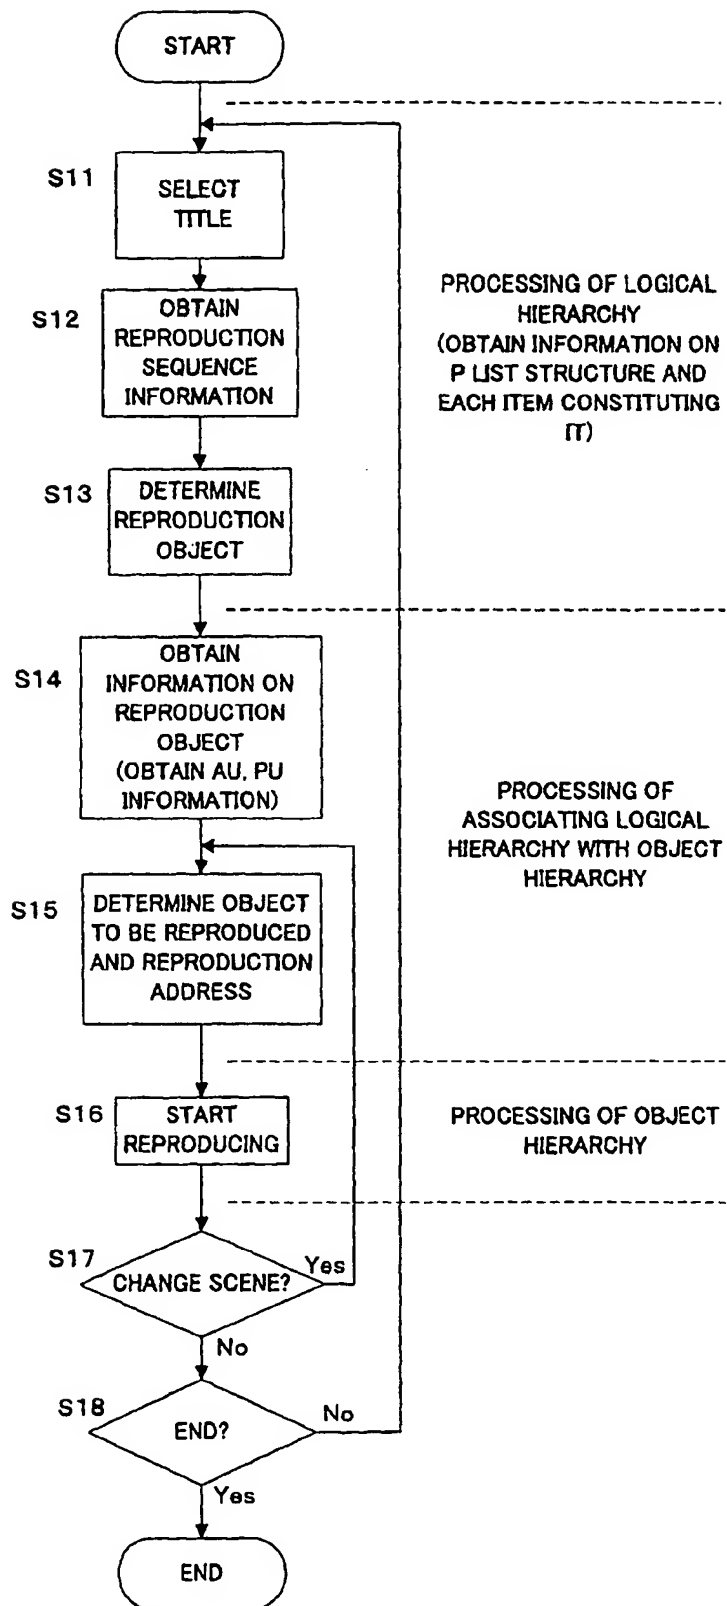 START
S11
SELECT
TITLE
S12
OBTAIN
REPRODUCTION
SEQUENCE
INFORMATION
PROCESSING OF LOGICAL
HIERARCHY
(OBTAIN INFORMATION ON
P LIST STRUCTURE AND
EACH ITEM CONSTITUTING
IT)
S13
DETERMINE
REPRODUCTION
OBJECT
S14
OBTAIN
INFORMATION ON
REPRODUCTION
OBJECT
(OBTAIN AU, PU
INFORMATION)
PROCESSING OF
ASSOCIATING LOGICAL
HIERARCHY WITH OBJECT
HIERARCHY
S15
DETERMINE OBJECT
TO BE REPRODUCED
AND REPRODUCTION
ADDRESS
S16
START
REPRODUCING
PROCESSING OF OBJECT
HIERARCHY
S17
CHANGE SCENE?
Yes
No
S18
END?
No
Yes
END